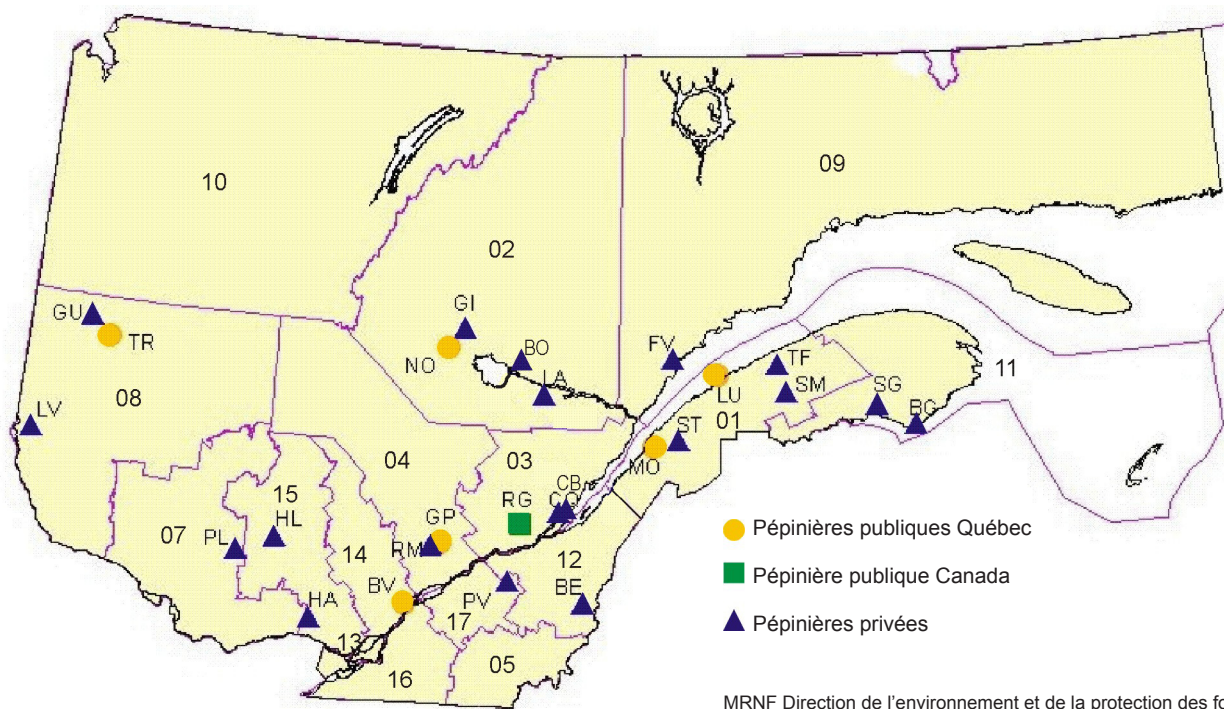 10
09
02
GU
TR
GI
NO
BO
LA
FV
LU
TF
SM
SG
BG
11
08
LV
01
ST
MO
04
03
CB
CO
RG
15
HL
07
PL
14
GP
RM
12
BV
PV
BE
HA
17
13
16
05
Pépinières publiques Québec
Pépinière publique Canada
Pépinières privées
MRNF Direction de l'environnement et de la protection des fo